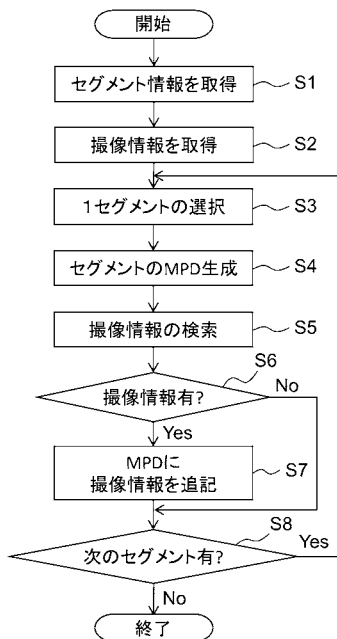 開始
セグメント情報を取得
S1
撮像情報を取得
S2
1セグメントの選択
S3
セグメントのMPD生成
S4
撮像情報の検索
S5
S6
撮像情報有?
No
Yes
MPDに
撮像情報を追記
S7
S8
次のセグメント有?
Yes
No
終了